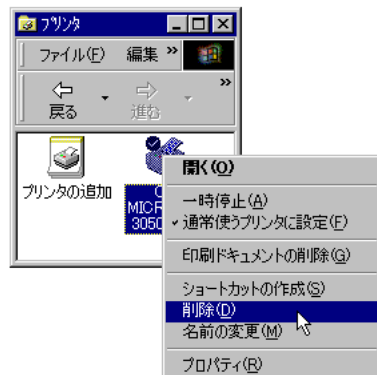 プリンタ
ファイル(F) 編集 »
戻る 進む »
プリンタの追加
MICR
305
開く(O)
一時停止(A)
通常使うプリンタに設定(F)
印刷ドキュメントの削除(G)
ショートカットの作成(S)
削除(D)
名前の変更(M)
プロパティ(R)